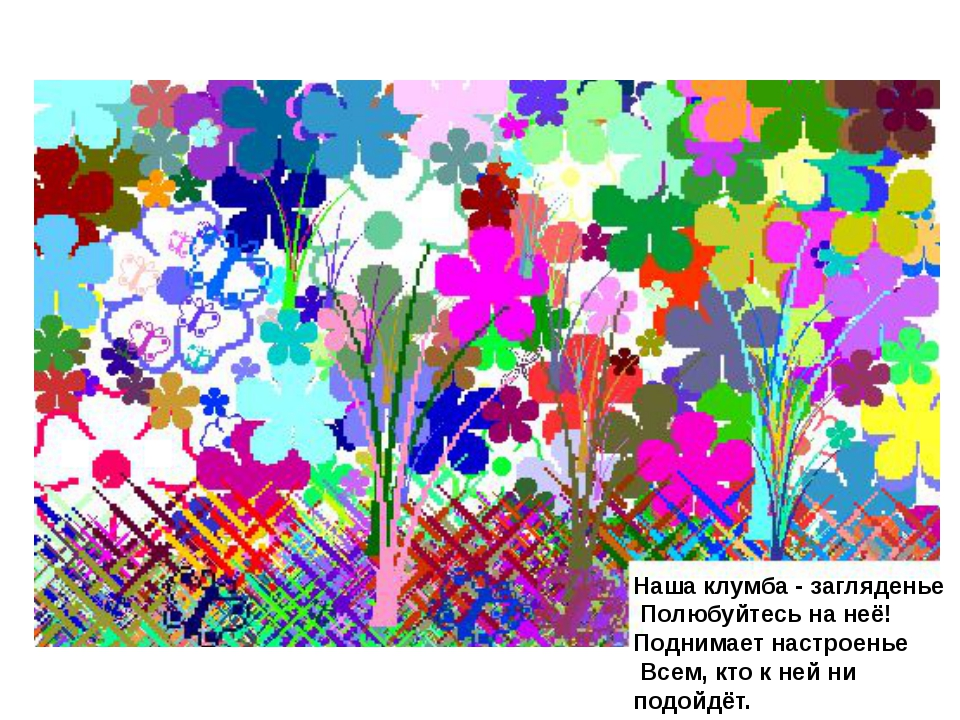 Наша клумба - загляденье
Полюбуйтесь на неё!
Поднимает настроенье
Всем, кто к ней ни
подойдёт.